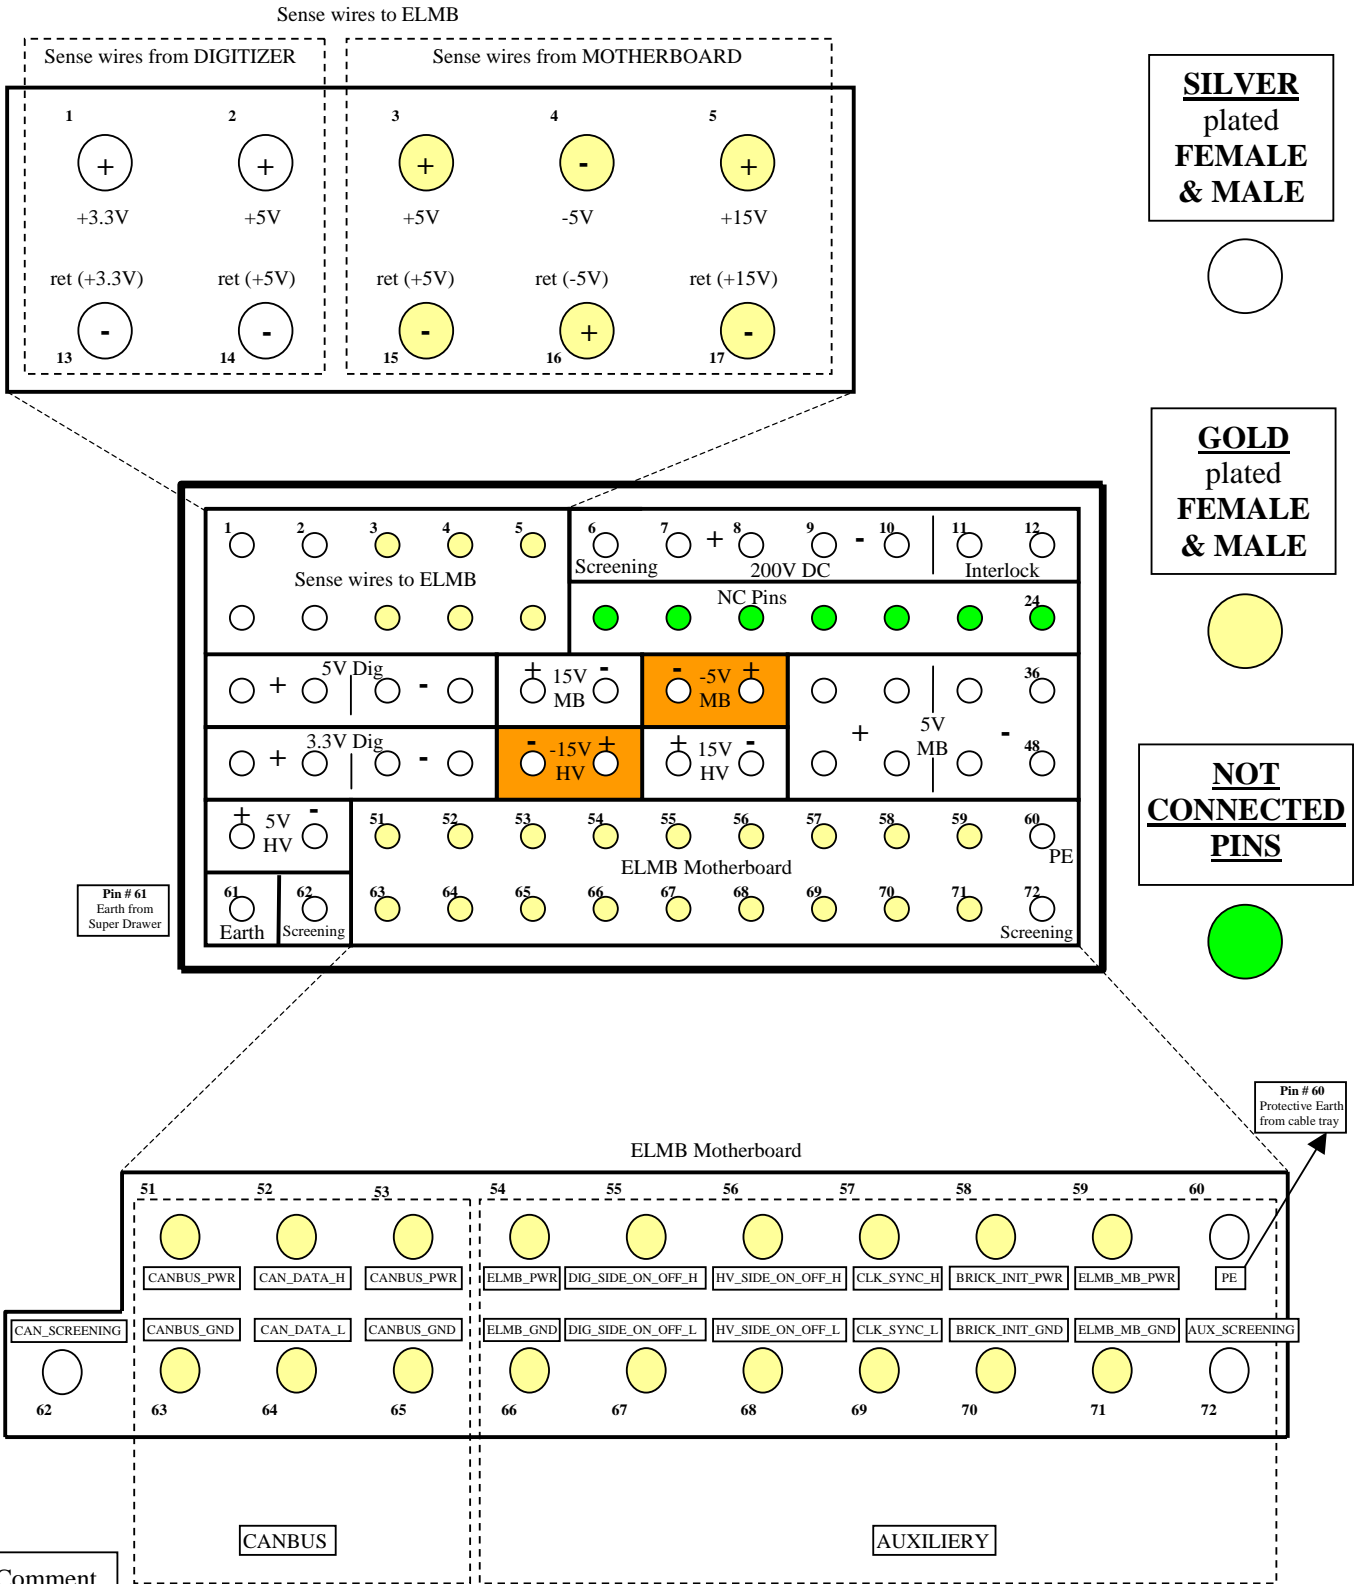 Sense wires to ELMB
Sense wires from DIGITIZER
Sense wires from MOTHERBOARD
1 2 3 4 5
+ + + - +
+3.3V +5V +5V -5V +15V
ret (+3.3V) ret (+5V) ret (+5V) ret (-5V) ret (+15V)
- - - + -
13 14 15 16 17
SILVER
plated
FEMALE
& MALE
GOLD
plated
FEMALE
& MALE
NOT
CONNECTED
PINS
1 2 3 4 5 6 7 + 8 9 - 10 11 12
Sense wires to ELMB
Screening
200V DC
Interlock
NC Pins
24
5V Dig
+ -
+ 15V -
MB
- -5V +
MB
36
+ 5V -
MB
48
3.3V Dig
+ -
- -15V +
HV
+ 15V -
HV
+ 5V -
HV
51 52 53 54 55 56 57 58 59 60
PE
ELMB Motherboard
61 62 63 64 65 66 67 68 69 70 71 72
Earth
Screening
Screening
Pin # 61
Earth from
Super Drawer
Pin # 60
Protective Earth
from cable tray
ELMB Motherboard
51 52 53 54 55 56 57 58 59 60
CANBUS_PWR CAN_DATA_H CANBUS_PWR ELMB_PWR DIG_SIDE_ON_OFF_H HV_SIDE_ON_OFF_H CLK_SYNC_H BRICK_INIT_PWR ELMB_MB_PWR PE
CAN_SCREENING CANBUS_GND CAN_DATA_L CANBUS_GND ELMB_GND DIG_SIDE_ON_OFF_L HV_SIDE_ON_OFF_L CLK_SYNC_L BRICK_INIT_GND ELMB_MB_GND AUX_SCREENING
62 63 64 65 66 67 68 69 70 71 72
CANBUS
AUXILIERY
Comment